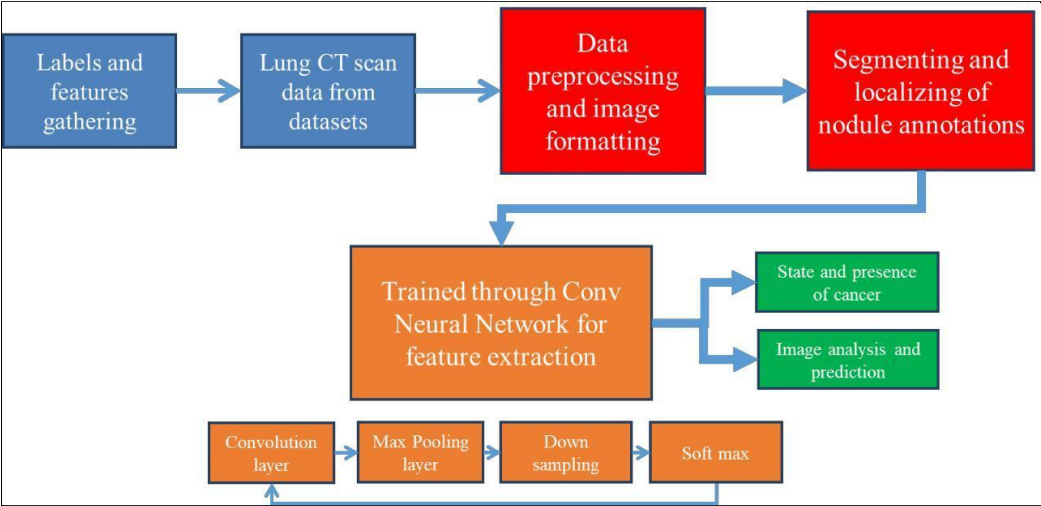 Labels and
features
gathering
Lung CT scan
data from
datasets
Data
preprocessing
and image
formatting
Segmenting and
localizing of
nodule annotations
Trained through Conv
Neural Network for
feature extraction
State and presence
of cancer
Image analysis and
prediction
Convolution
layer
Max Pooling
layer
Down
sampling
Soft max